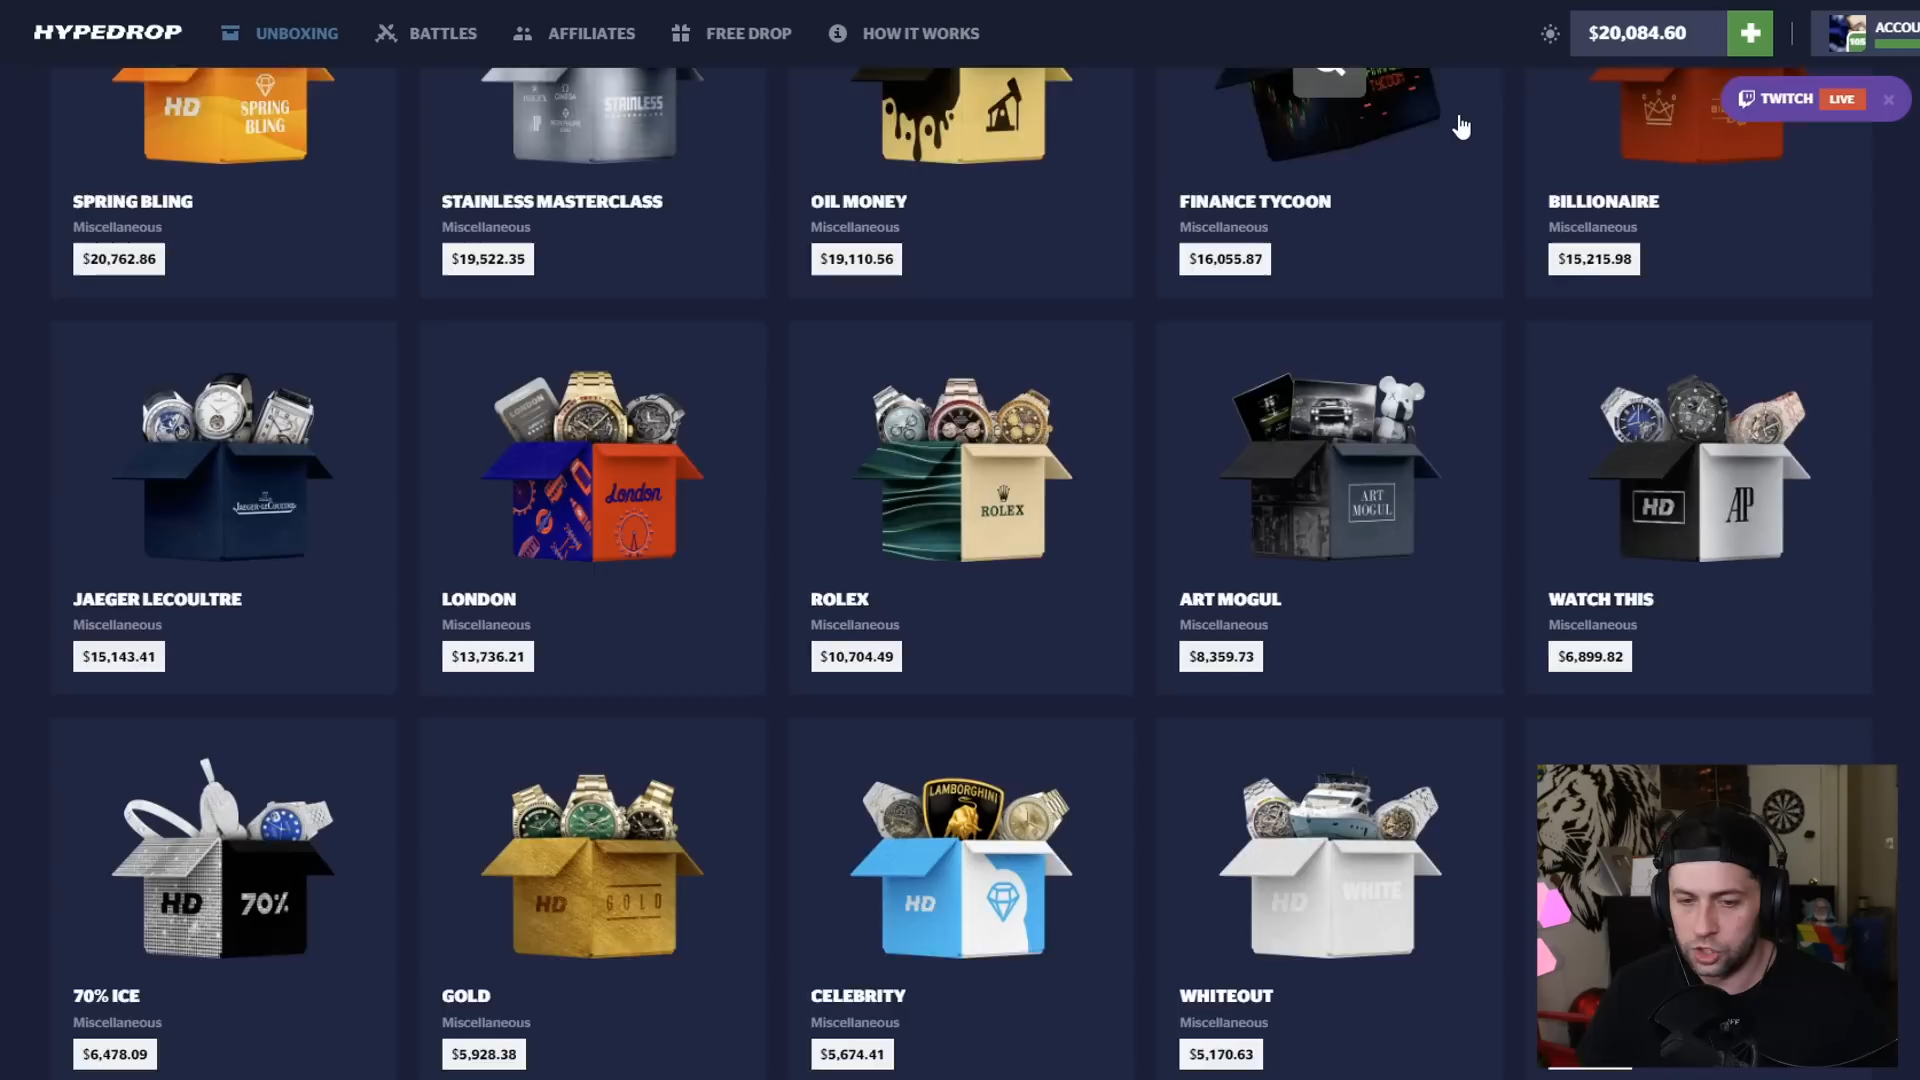 HYPEDROP
UNBOXING
BATTLES
AFFILIATES
FREE DROP
HOW IT WORKS
$20,084.60
105
ACCOU
TWITCH LIVE
HD
SPRING
BLING
STAINLESS
TYCOON
SPRING BLING
Miscellaneous
$20,762.86
STAINLESS MASTERCLASS
Miscellaneous
$19,522.35
OIL MONEY
Miscellaneous
$19,110.56
FINANCE TYCOON
Miscellaneous
$16,055.87
BILLIONAIRE
Miscellaneous
$15,215.98
JAEGER-LECOULTRE
LONDON
London
ROLEX
ART
MOGUL
HD
AP
JAEGER LECOULTRE
Miscellaneous
$15,143.41
LONDON
Miscellaneous
$13,736.21
ROLEX
Miscellaneous
$10,704.49
ART MOGUL
Miscellaneous
$8,359.73
WATCH THIS
Miscellaneous
$6,899.82
HD
70%
HD
GOLD
LAMBORGHINI
HD
HD
WHITE
70% ICE
Miscellaneous
$6,478.09
GOLD
Miscellaneous
$5,928.38
CELEBRITY
Miscellaneous
$5,674.41
WHITEOUT
Miscellaneous
$5,170.63